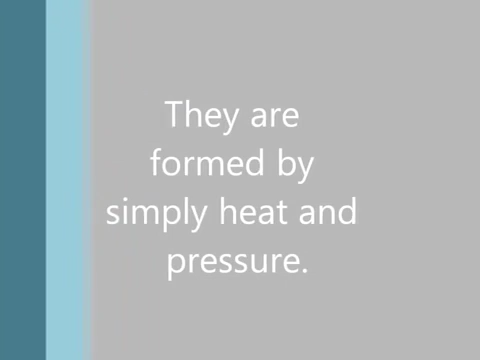 They are
formed by
simply heat and
pressure.